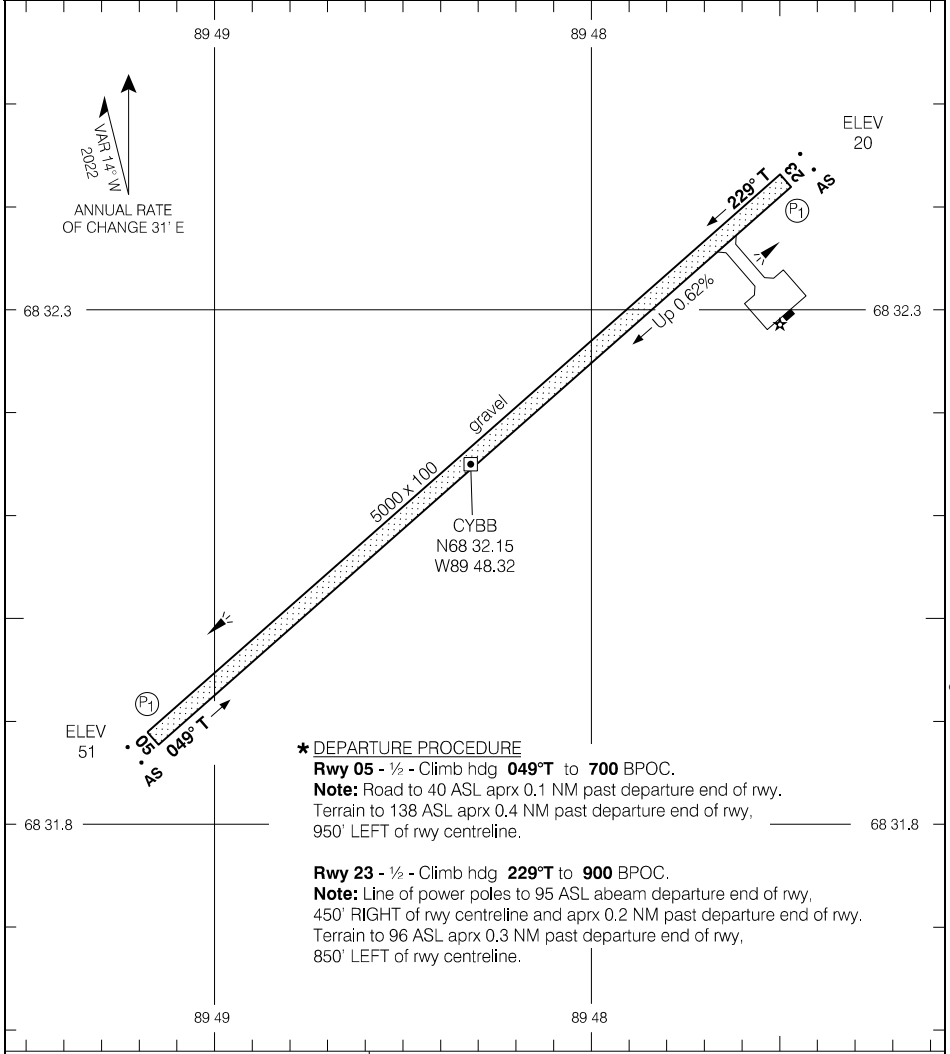 89 49
89 48
VAR 14° W
2022
ANNUAL RATE
OF CHANGE 31' E
ELEV
20
23
AS
229° T
P1
68 32.3
68 32.3
Up 0.62%
gravel
5000 x 100
CYBB
N68 32.15
W89 48.32
P1
ELEV
51
05
AS
049° T
* DEPARTURE PROCEDURE
Rwy 05 - ½ - Climb hdg 049°T to 700 BPOC.
Note: Road to 40 ASL aprx 0.1 NM past departure end of rwy.
Terrain to 138 ASL aprx 0.4 NM past departure end of rwy,
950' LEFT of rwy centreline.
68 31.8
68 31.8
Rwy 23 - ½ - Climb hdg 229°T to 900 BPOC.
Note: Line of power poles to 95 ASL abeam departure end of rwy,
450' RIGHT of rwy centreline and aprx 0.2 NM past departure end of rwy.
Terrain to 96 ASL aprx 0.3 NM past departure end of rwy,
850' LEFT of rwy centreline.
89 49
89 48